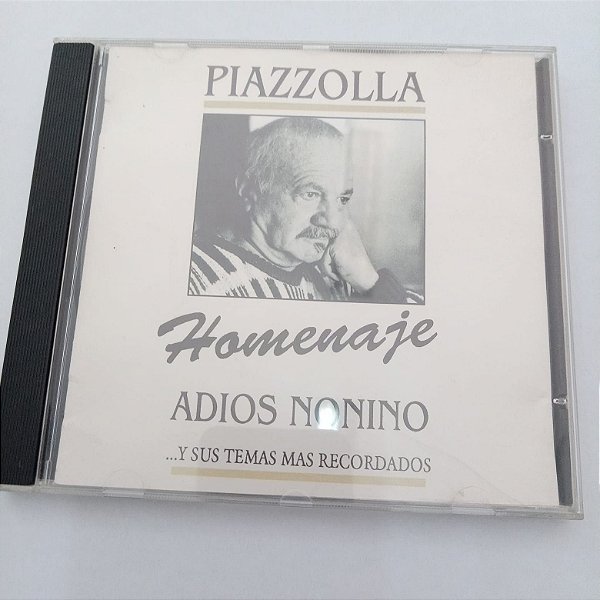 PIAZZOLLA
Homenaje
ADIOS NONINO
...Y SUS TEMAS MAS RECORDADOS